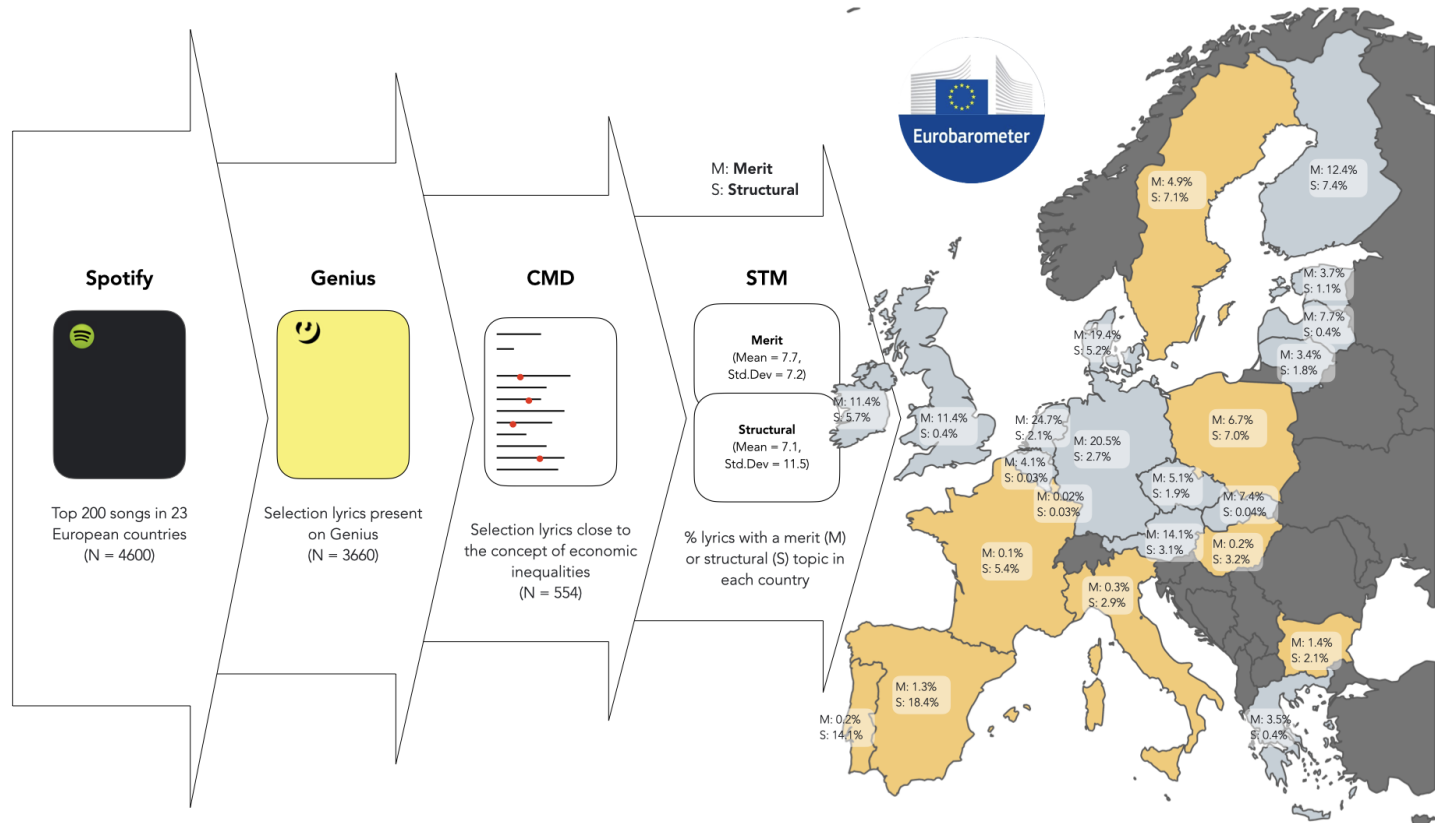 Spotify
Top 200 songs in 23
European countries
(N = 4600)
Genius
Selection lyrics present
on Genius
(N = 3660)
CMD
Selection lyrics close to
the concept of economic
inequalities
(N = 554)
M: Merit
S: Structural
STM
Merit
(Mean = 7.7,
Std.Dev = 7.2)
Structural
(Mean = 7.1,
Std.Dev = 11.5)
% lyrics with a merit (M)
or structural (S) topic in
each country
Eurobarometer
M: 4.9%
S: 7.1%
M: 12.4%
S: 7.4%
M: 3.7%
S: 1.1%
M: 7.7%
S: 0.4%
M: 3.4%
S: 1.8%
M: 19.4%
S: 5.2%
M: 11.4%
S: 5.7%
M: 11.4%
S: 0.4%
M: 24.7%
S: 2.1%
M: 20.5%
S: 2.7%
M: 6.7%
S: 7.0%
M: 4.1%
S: 0.03%
M: 0.02%
S: 0.03%
M: 5.1%
S: 1.9%
M: 7.4%
S: 0.04%
M: 14.1%
S: 3.1%
M: 0.2%
S: 3.2%
M: 0.1%
S: 5.4%
M: 0.3%
S: 2.9%
M: 1.4%
S: 2.1%
M: 1.3%
S: 18.4%
M: 0.2%
S: 14.1%
M: 3.5%
S: 0.4%